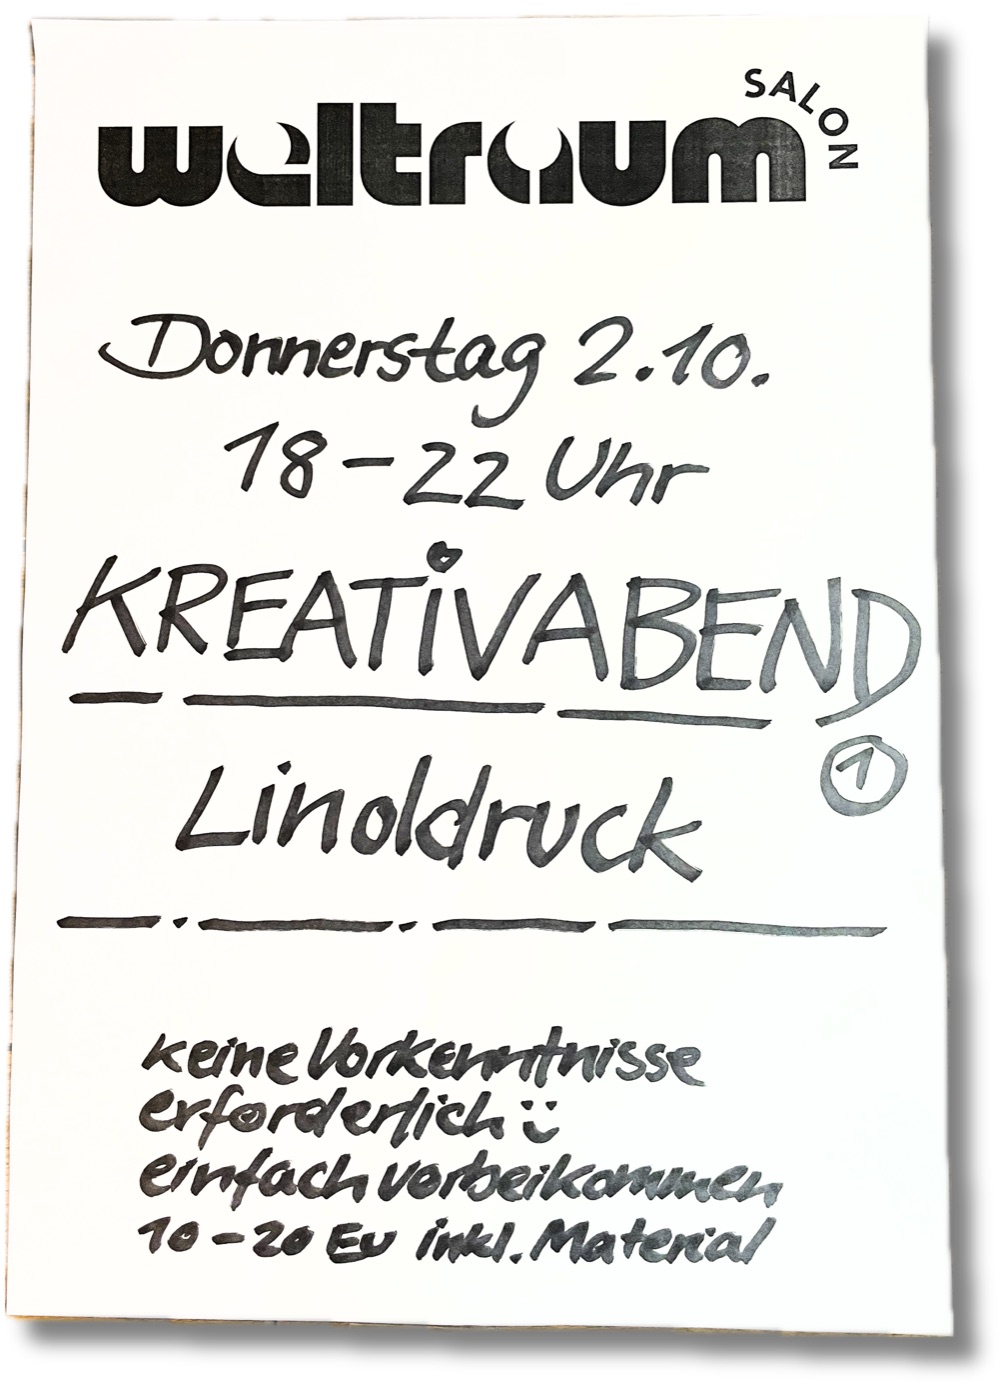 weltraum SALON
Donnerstag 2.10.
18 – 22 Uhr
KREATiVABEND
1
Linoldruck
keine Vorkenntnisse
erforderlich :)
einfach vorbeikommen
10 – 20 Eu inkl. Material